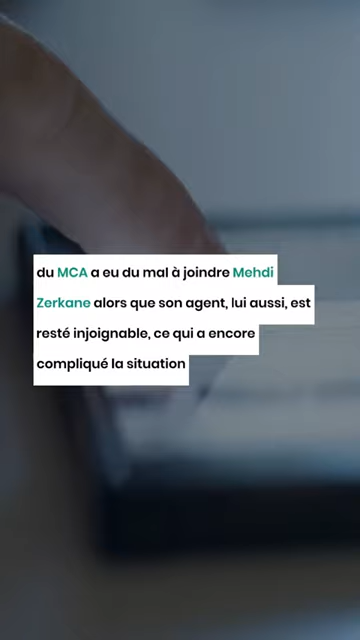 du MCA a eu du mal à joindre Mehdi
Zerkane alors que son agent, lui aussi, est
resté injoignable, ce qui a encore
compliqué la situation